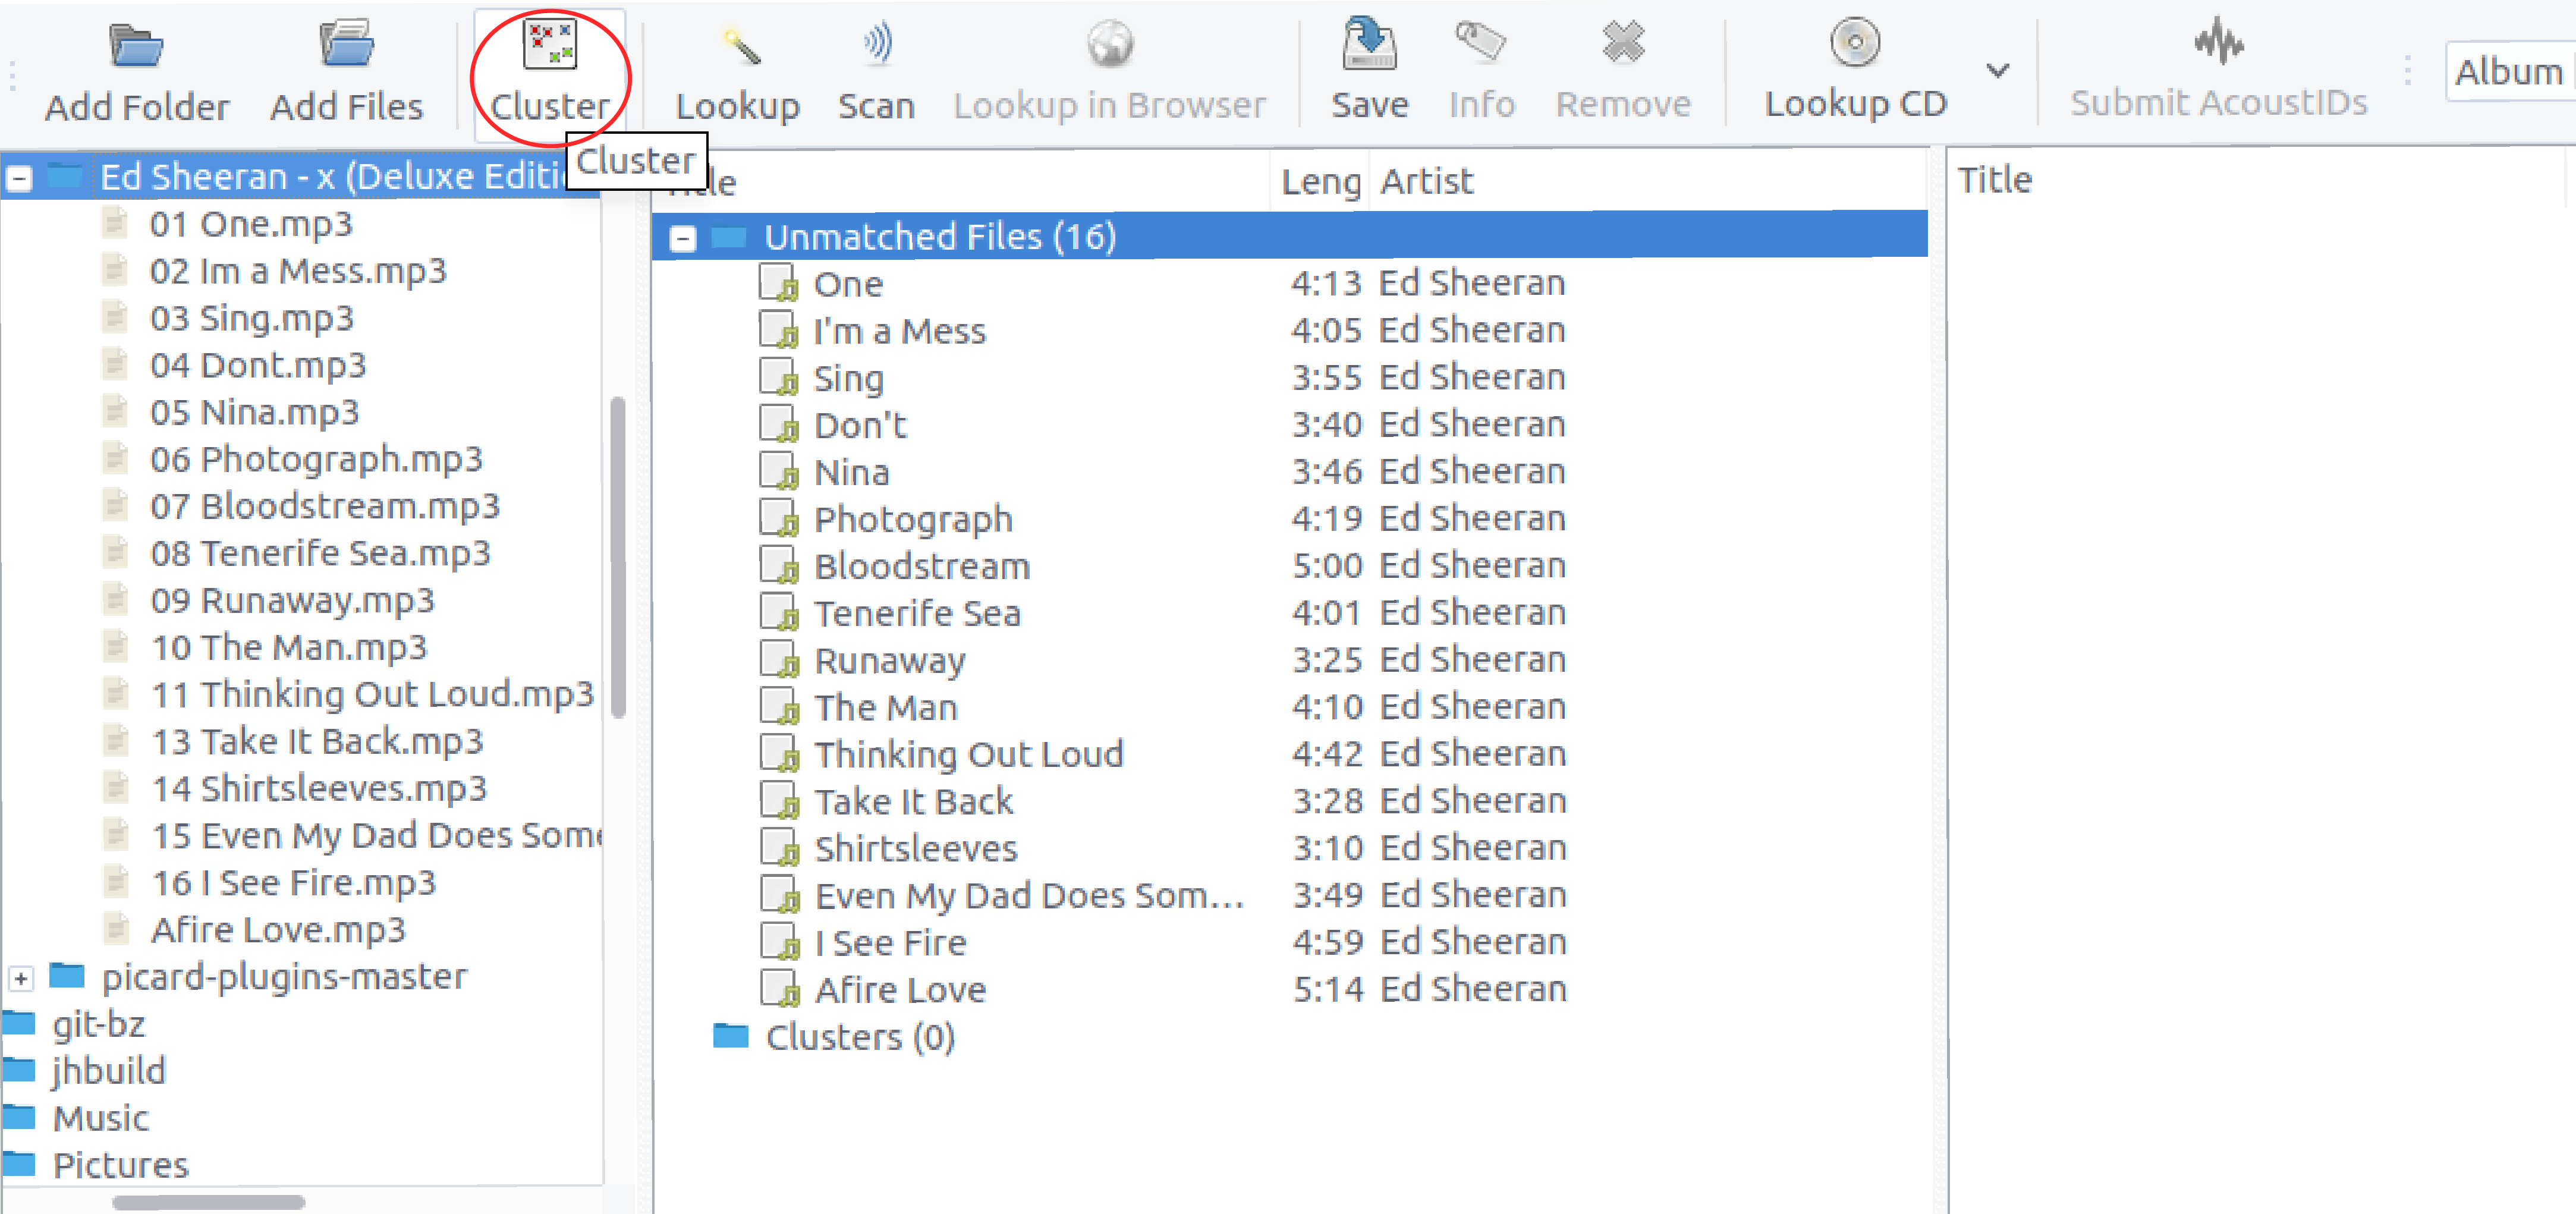 Add Folder Add Files Cluster Lookup Scan Lookup in Browser Save Info Remove Lookup CD Submit AcoustIDs Album
Cluster
Ed Sheeran - x (Deluxe Editi
01 One.mp3
02 Im a Mess.mp3
03 Sing.mp3
04 Dont.mp3
05 Nina.mp3
06 Photograph.mp3
07 Bloodstream.mp3
08 Tenerife Sea.mp3
09 Runaway.mp3
10 The Man.mp3
11 Thinking Out Loud.mp3
13 Take It Back.mp3
14 Shirtsleeves.mp3
15 Even My Dad Does Som
16 I See Fire.mp3
Afire Love.mp3
picard-plugins-master
git-bz
jhbuild
Music
Pictures
Leng Artist
Unmatched Files (16)
One 4:13 Ed Sheeran
I'm a Mess 4:05 Ed Sheeran
Sing 3:55 Ed Sheeran
Don't 3:40 Ed Sheeran
Nina 3:46 Ed Sheeran
Photograph 4:19 Ed Sheeran
Bloodstream 5:00 Ed Sheeran
Tenerife Sea 4:01 Ed Sheeran
Runaway 3:25 Ed Sheeran
The Man 4:10 Ed Sheeran
Thinking Out Loud 4:42 Ed Sheeran
Take It Back 3:28 Ed Sheeran
Shirtsleeves 3:10 Ed Sheeran
Even My Dad Does Som... 3:49 Ed Sheeran
I See Fire 4:59 Ed Sheeran
Afire Love 5:14 Ed Sheeran
Clusters (0)
Title